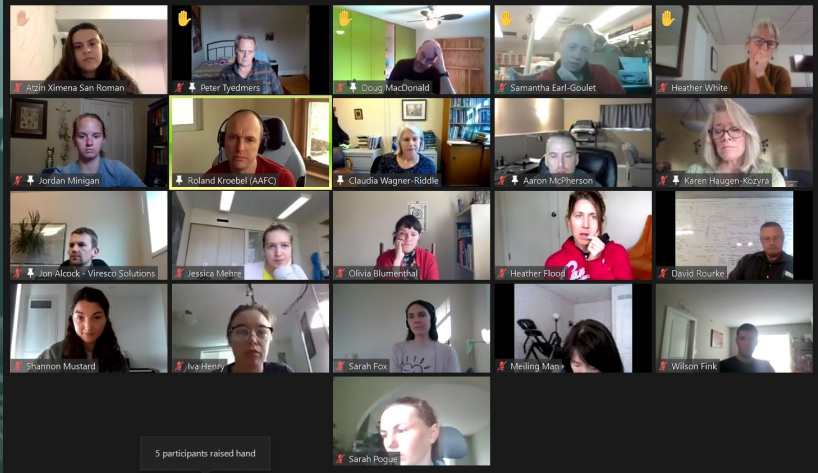 Atzin Ximena San Roman
Peter Tyedmers
Doug MacDonald
Samantha Earl-Goulet
Heather White
Jordan Minigan
Roland Kroebel (AAFC)
Claudia Wagner-Riddle
Aaron McPherson
Karen Haugen-Kozyra
Jon Alcock - Viresco Solutions
Jessica Mehre
Olivia Blumenthal
Heather Flood
David Rourke
Shannon Mustard
Iva Henry
Sarah Fox
Meiling Man
Wilson Fink
Sarah Pogue
5 participants raised hand